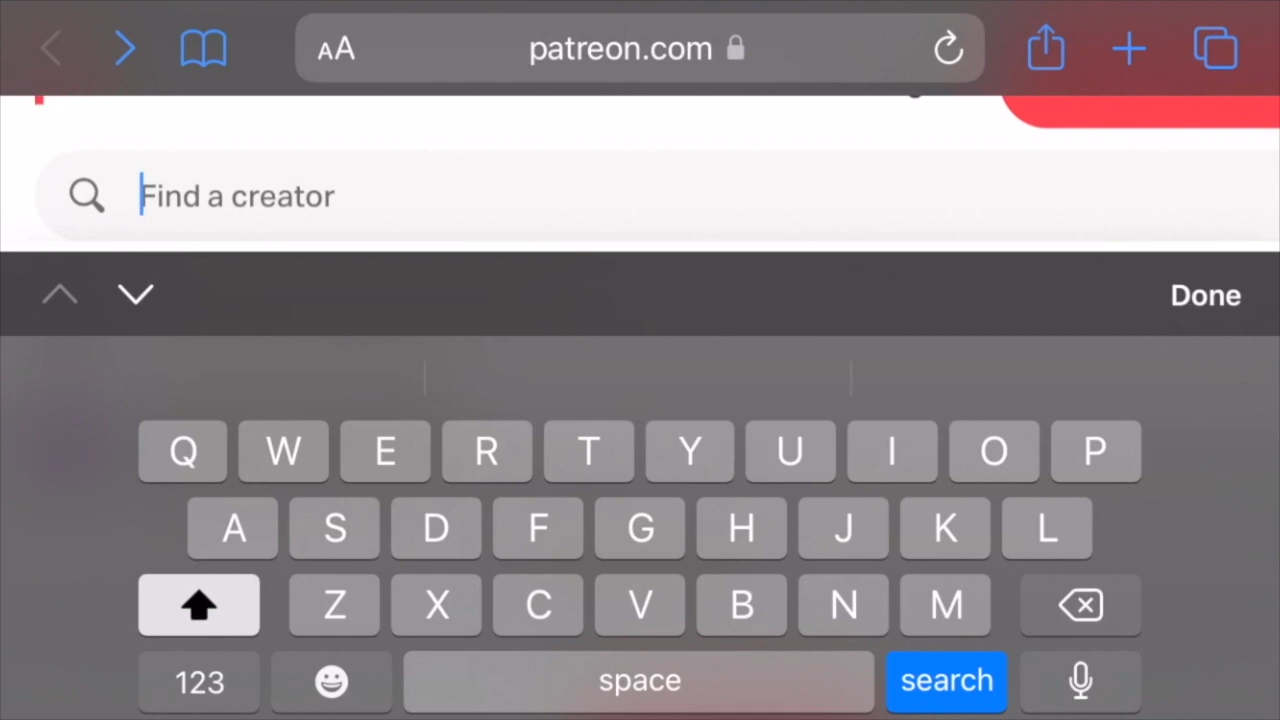 AA patreon.com
Find a creator
Done
Q W E R T Y U I O P
A S D F G H J K L
Z X C V B N M
123 space search